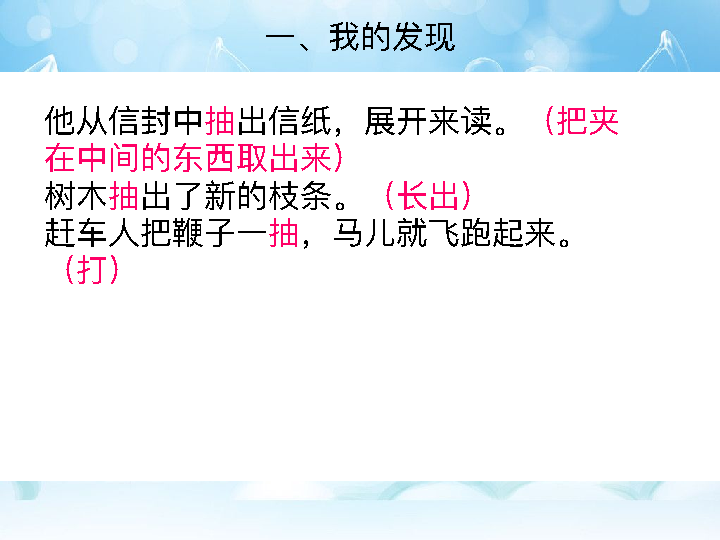 一、我的发现
他从信封中抽出信纸，展开来读。（把夹
在中间的东西取出来）
树木抽出了新的枝条。（长出）
赶车人把鞭子一抽，马儿就飞跑起来。
（打）